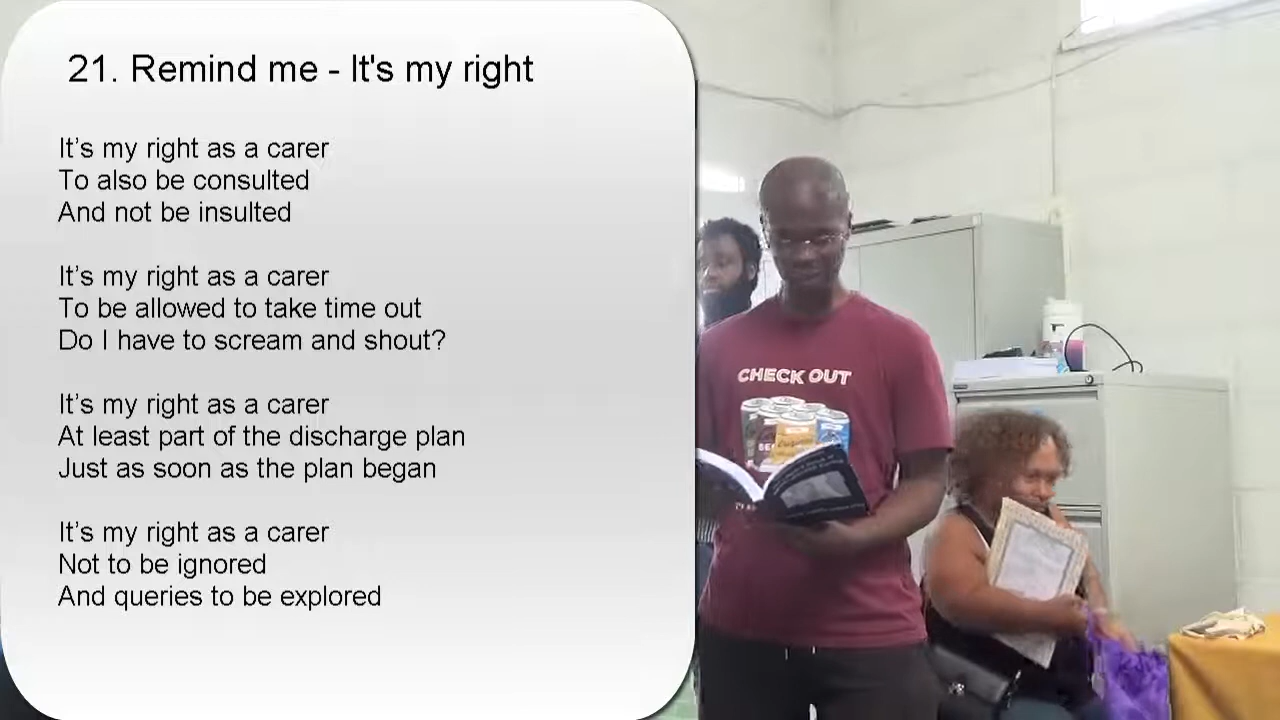 21. Remind me - It's my right
It’s my right as a carer
To also be consulted
And not be insulted
It’s my right as a carer
To be allowed to take time out
Do I have to scream and shout?
It’s my right as a carer
At least part of the discharge plan
Just as soon as the plan began
It’s my right as a carer
Not to be ignored
And queries to be explored
CHECK OUT